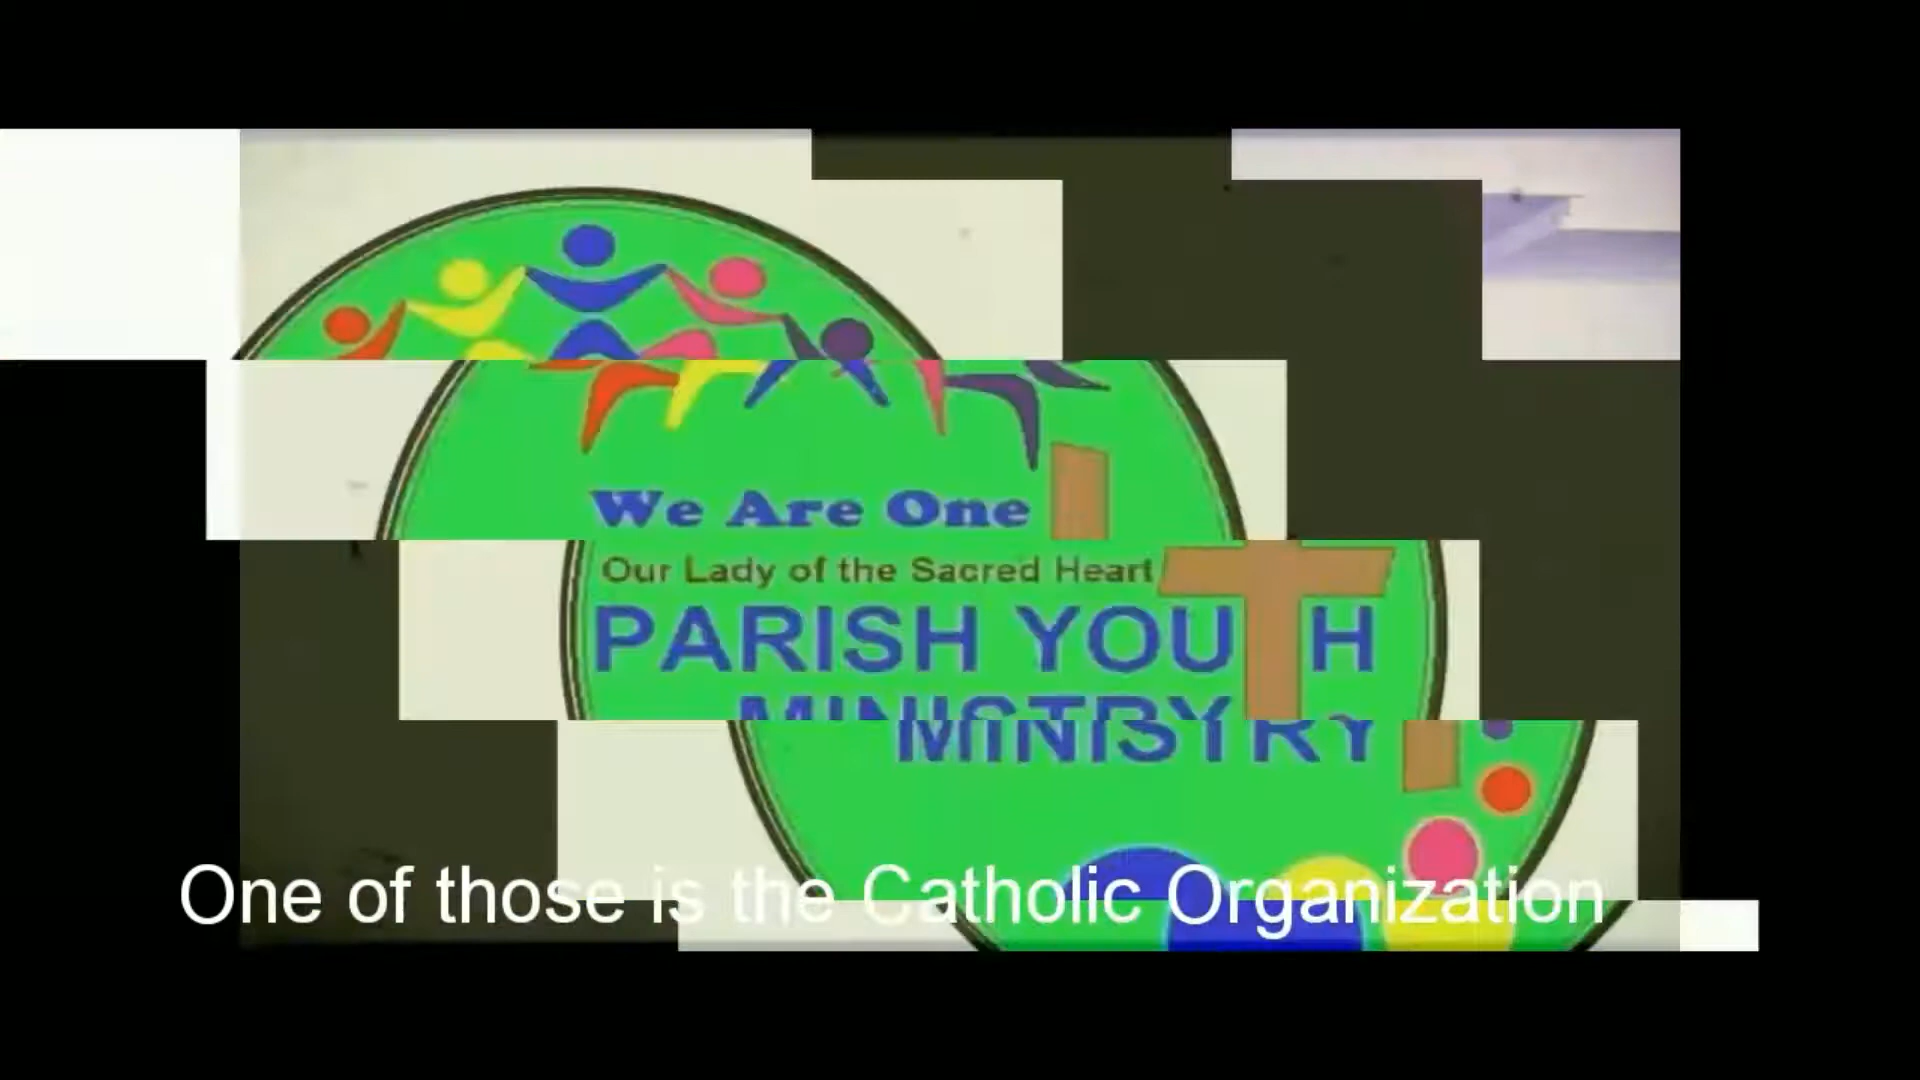 We Are One
Our Lady of the Sacred Heart
PARISH YOUTH
MINISTRY
One of those is the Catholic Organization